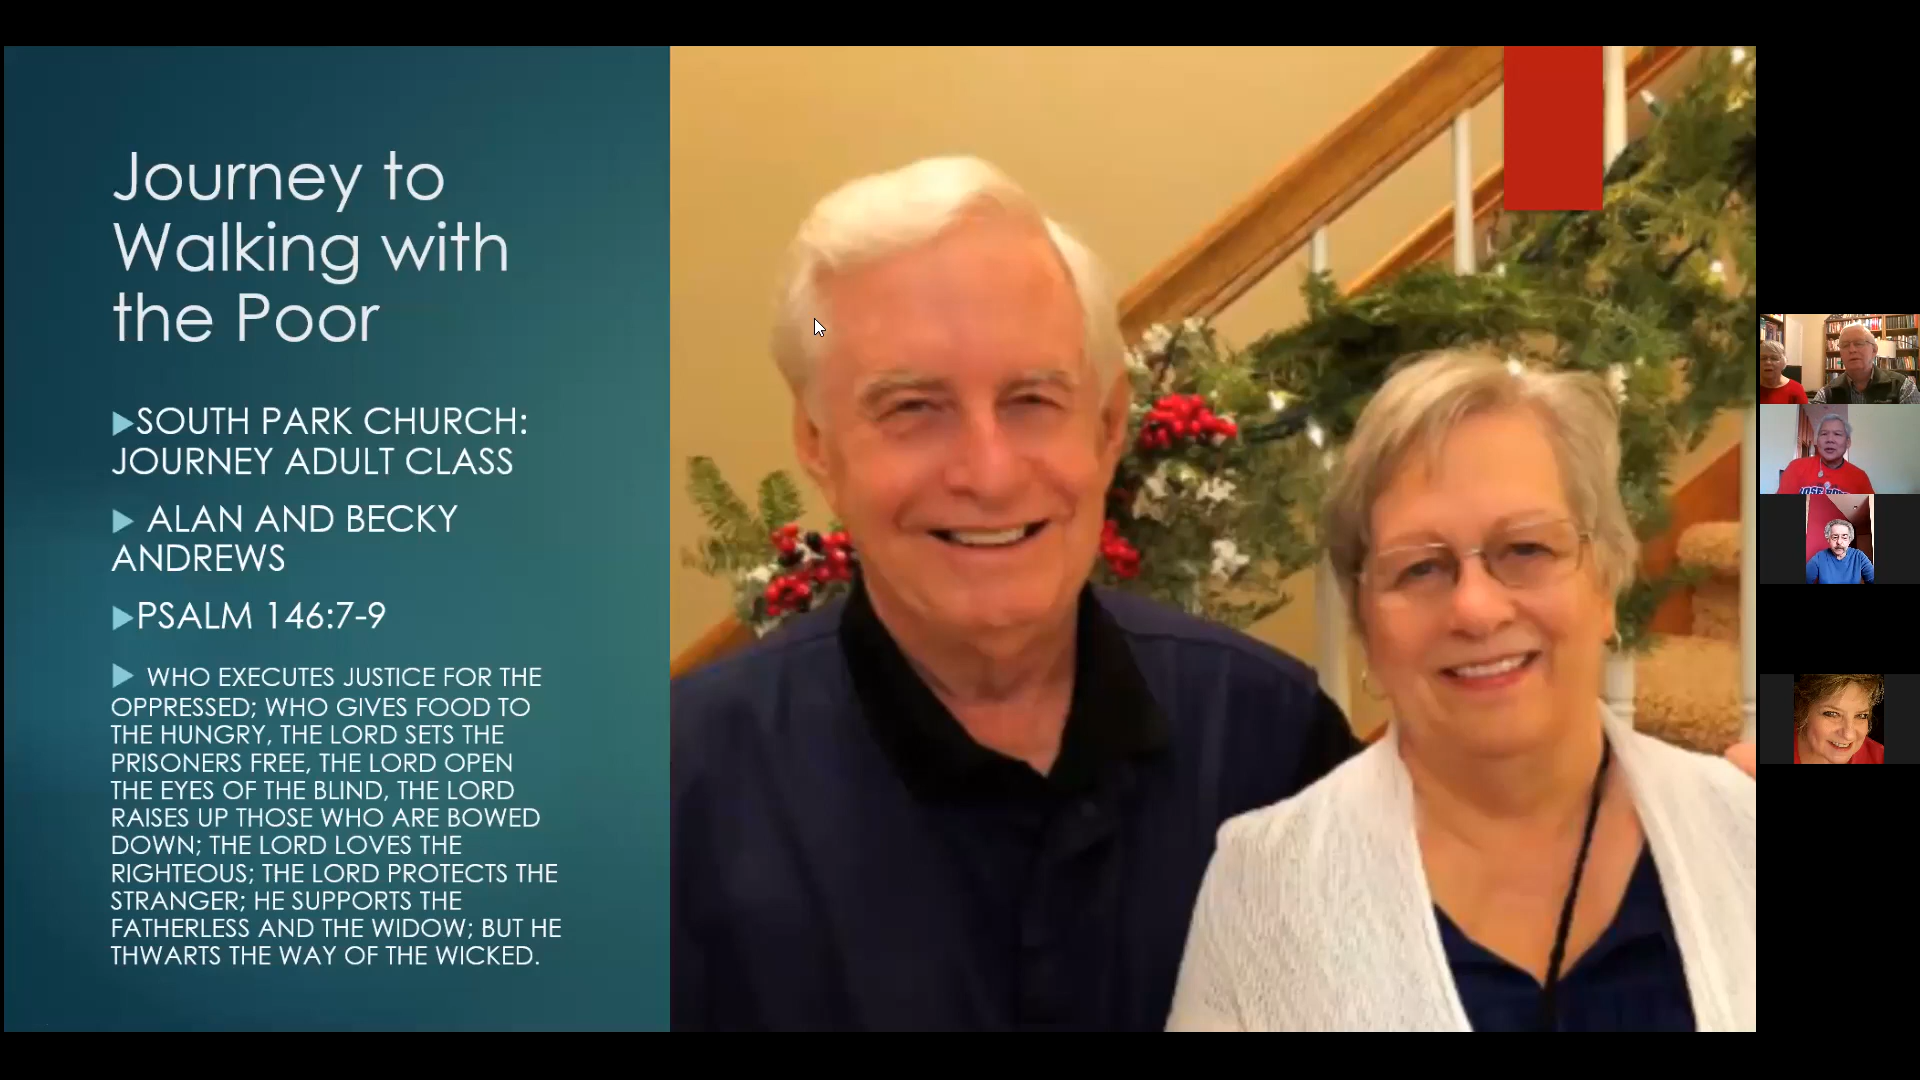 Journey to
Walking with
the Poor
SOUTH PARK CHURCH:
JOURNEY ADULT CLASS
ALAN AND BECKY
ANDREWS
PSALM 146:7-9
WHO EXECUTES JUSTICE FOR THE
OPPRESSED; WHO GIVES FOOD TO
THE HUNGRY, THE LORD SETS THE
PRISONERS FREE, THE LORD OPEN
THE EYES OF THE BLIND, THE LORD
RAISES UP THOSE WHO ARE BOWED
DOWN; THE LORD LOVES THE
RIGHTEOUS; THE LORD PROTECTS THE
STRANGER; HE SUPPORTS THE
FATHERLESS AND THE WIDOW; BUT HE
THWARTS THE WAY OF THE WICKED.